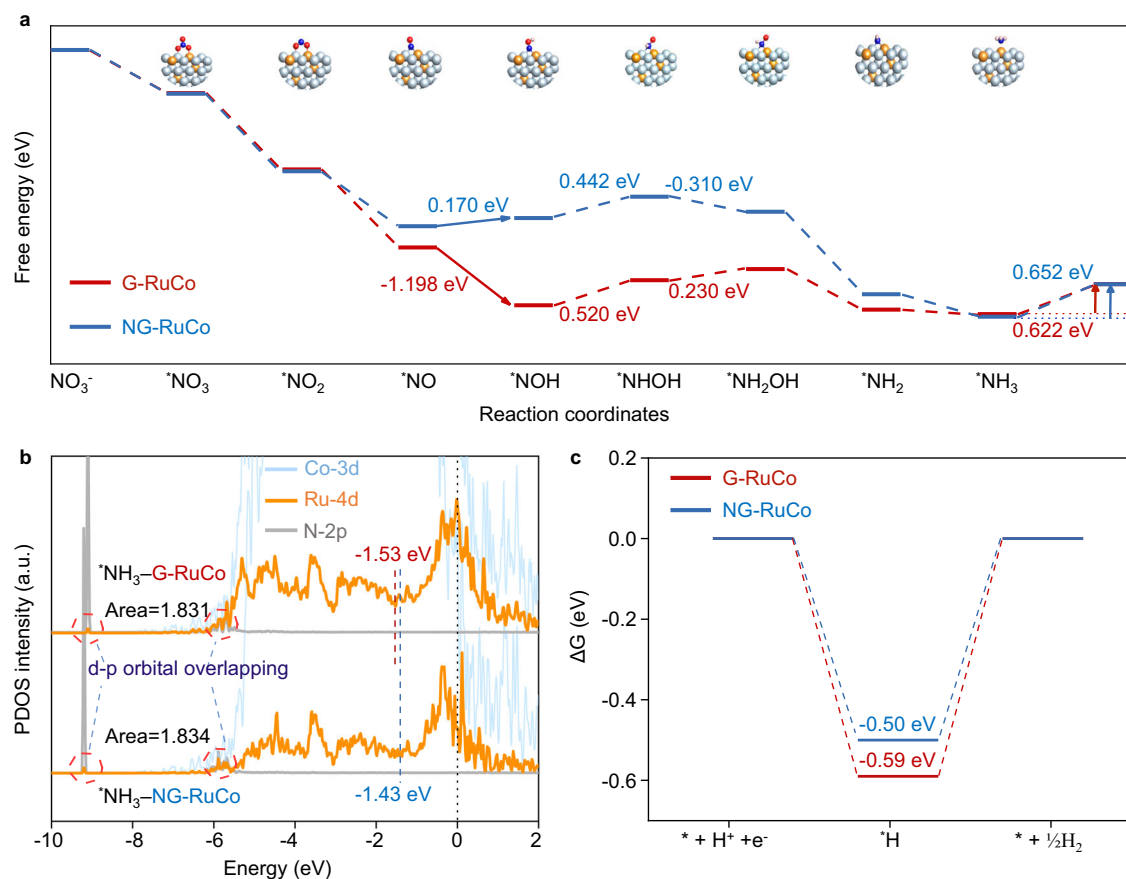 a
Free energy (eV)
0.170 eV
0.442 eV
-0.310 eV
0.652 eV
-1.198 eV
0.520 eV
0.230 eV
0.622 eV
G-RuCo
NG-RuCo
NO₃⁻
*NO₃
*NO₂
*NO
*NOH
*NHOH
*NH₂OH
*NH₂
*NH₃
Reaction coordinates
b
PDOS intensity (a.u.)
Co-3d
Ru-4d
N-2p
-1.53 eV
*NH₃–G-RuCo
Area=1.831
d-p orbital overlapping
Area=1.834
*NH₃–NG-RuCo
-1.43 eV
-10 -8 -6 -4 -2 0 2
Energy (eV)
c
ΔG (eV)
0.2
0.0
-0.2
-0.4
-0.6
G-RuCo
NG-RuCo
-0.50 eV
-0.59 eV
* + H⁺ +e⁻
*H
* + ½H₂